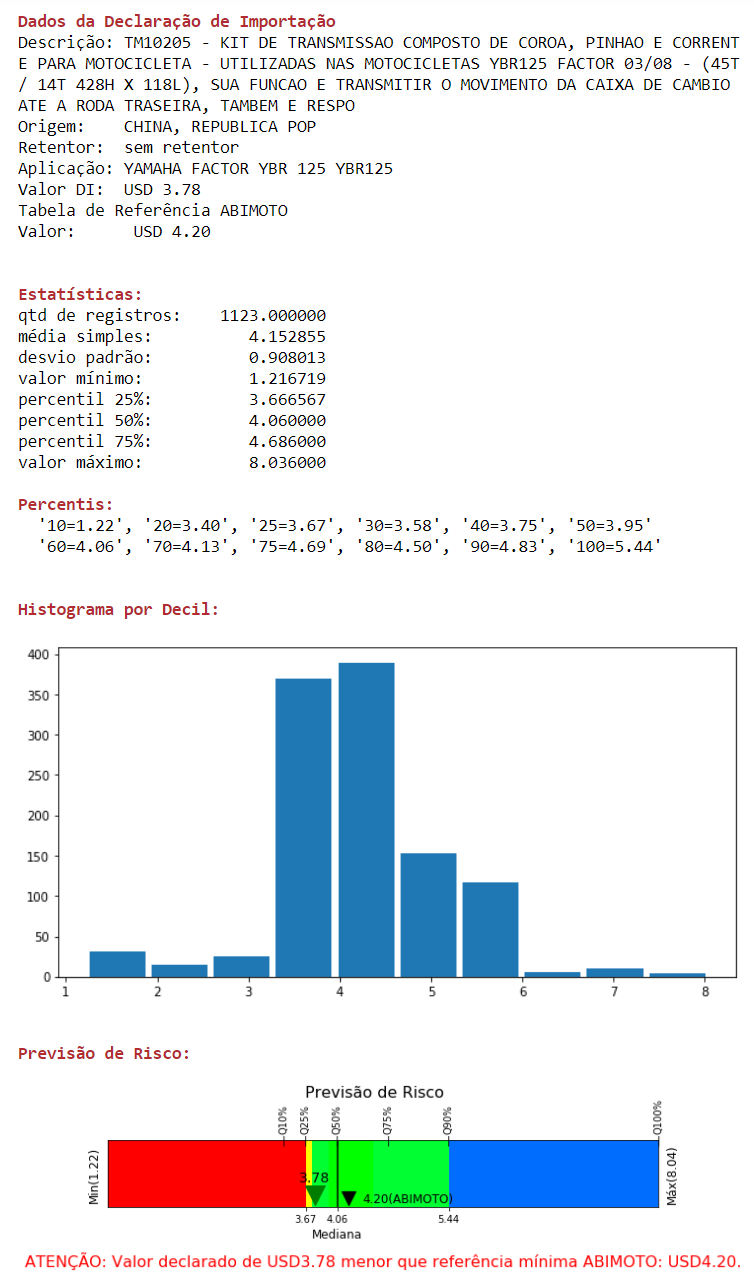 Dados da Declaração de Importação
Descrição: TM10205 - KIT DE TRANSMISSAO COMPOSTO DE COROA, PINHAO E CORRENT
E PARA MOTOCICLETA - UTILIZADAS NAS MOTOCICLETAS YBR125 FACTOR 03/08 - (45T
/ 14T 428H X 118L), SUA FUNCAO E TRANSMITIR O MOVIMENTO DA CAIXA DE CAMBIO
ATE A RODA TRASEIRA, TAMBEM E RESPO
Origem: CHINA, REPUBLICA POP
Retentor: sem retentor
Aplicação: YAMAHA FACTOR YBR 125 YBR125
Valor DI: USD 3.78
Tabela de Referência ABIMOTO
Valor: USD 4.20
Estatísticas:
qtd de registros: 1123.000000
média simples: 4.152855
desvio padrão: 0.908013
valor mínimo: 1.216719
percentil 25%: 3.666567
percentil 50%: 4.060000
percentil 75%: 4.686000
valor máximo: 8.036000
Percentis:
'10=1.22', '20=3.40', '25=3.67', '30=3.58', '40=3.75', '50=3.95'
'60=4.06', '70=4.13', '75=4.69', '80=4.50', '90=4.83', '100=5.44'
Histograma por Decil:
400
350
300
250
200
150
100
50
0
1 2 3 4 5 6 7 8
Previsão de Risco:
Previsão de Risco
Q10% Q25% Q50% Q75% Q90% Q100%
Min(1.22)
3.78
4.20(ABIMOTO)
Máx(8.04)
3.67 4.06 5.44
Mediana
ATENÇÃO: Valor declarado de USD3.78 menor que referência mínima ABIMOTO: USD4.20.